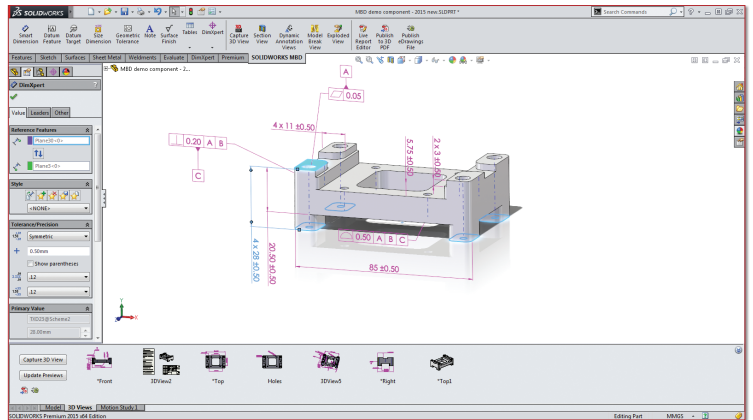 SOLIDWORKS
MBD demo component - 2015 new.SLDPRT *
Search Commands
Smart Dimension
Datum Feature
Datum Target
Size Dimension
Geometric Tolerance
Note
Surface Finish
Tables
DimXpert
Capture 3D View
Section View
Dynamic Annotation Views
Model Break View
Exploded View
Live Report Editor
Publish to 3D PDF
Publish eDrawings File
Features Sketch Surfaces Sheet Metal Weldments Evaluate DimXpert Premium SOLIDWORKS MBD
MBD demo component - 2...
DimXpert
Value Leaders Other
Reference Features
Plane30<0>
Plane3<0>
Style
<NONE>
Tolerance/Precision
Symmetric
0.50mm
Show parentheses
.12
.12
Primary Value
TXD23@Scheme2
20.00mm
A
0.05
4 x 11 ±0.50
0.20 A B
C
5.75 ±0.50
2 x 3 ±0.50
0.50 A B C
4 x 28 ±0.50
20.50 ±0.50
85 ±0.50
Y
X
Capture 3D View
Update Previews
*Front
3DView2
*Top
Holes
3DView5
*Right
*Top1
Model 3D Views Motion Study 1
SOLIDWORKS Premium 2015 x64 Edition
Editing Part
MMGS